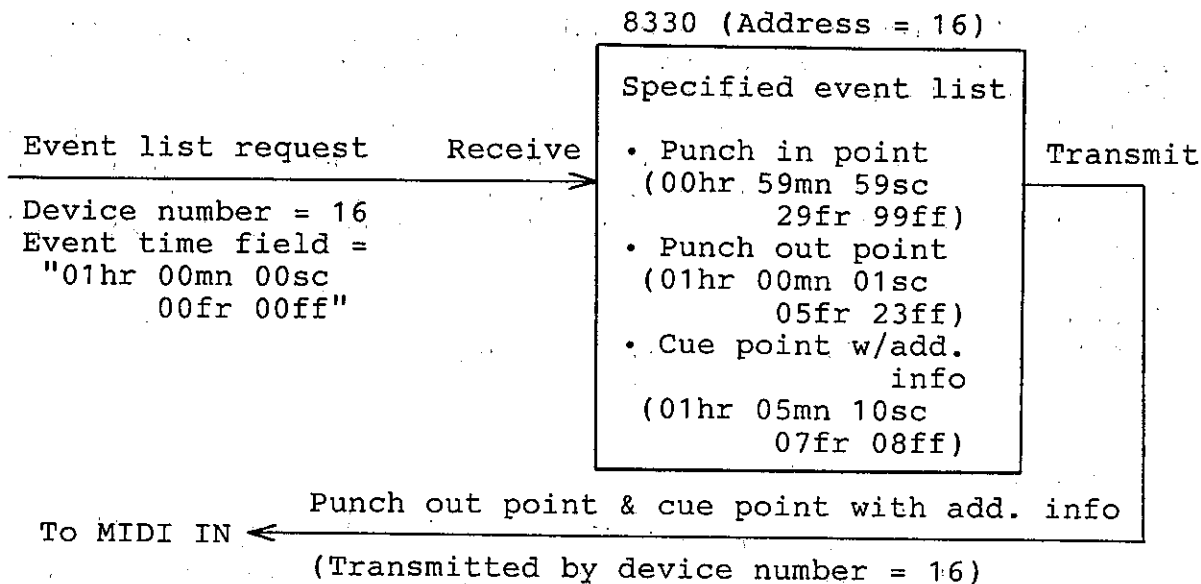 8330 (Address = 16)
Specified event list
Event list request Receive • Punch in point Transmit
(00hr 59mn 59sc
Device number = 16 29fr 99ff)
Event time field = • Punch out point
"01hr 00mn 00sc (01hr 00mn 01sc
00fr 00ff" 05fr 23ff)
• Cue point w/add.
info
(01hr 05mn 10sc
07fr 08ff)
Punch out point & cue point with add. info
To MIDI IN
(Transmitted by device number = 16)